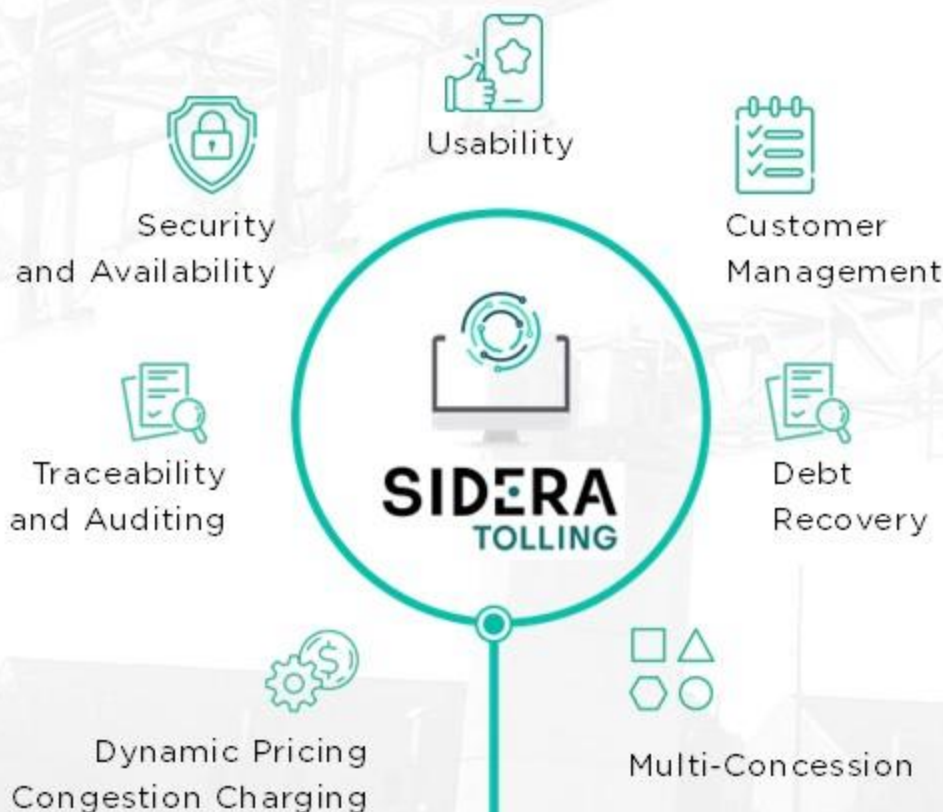 Usability
Security
and Availability
Customer
Management
SIDERA
TOLLING
Traceability
and Auditing
Debt
Recovery
Dynamic Pricing
Congestion Charging
Multi-Concession